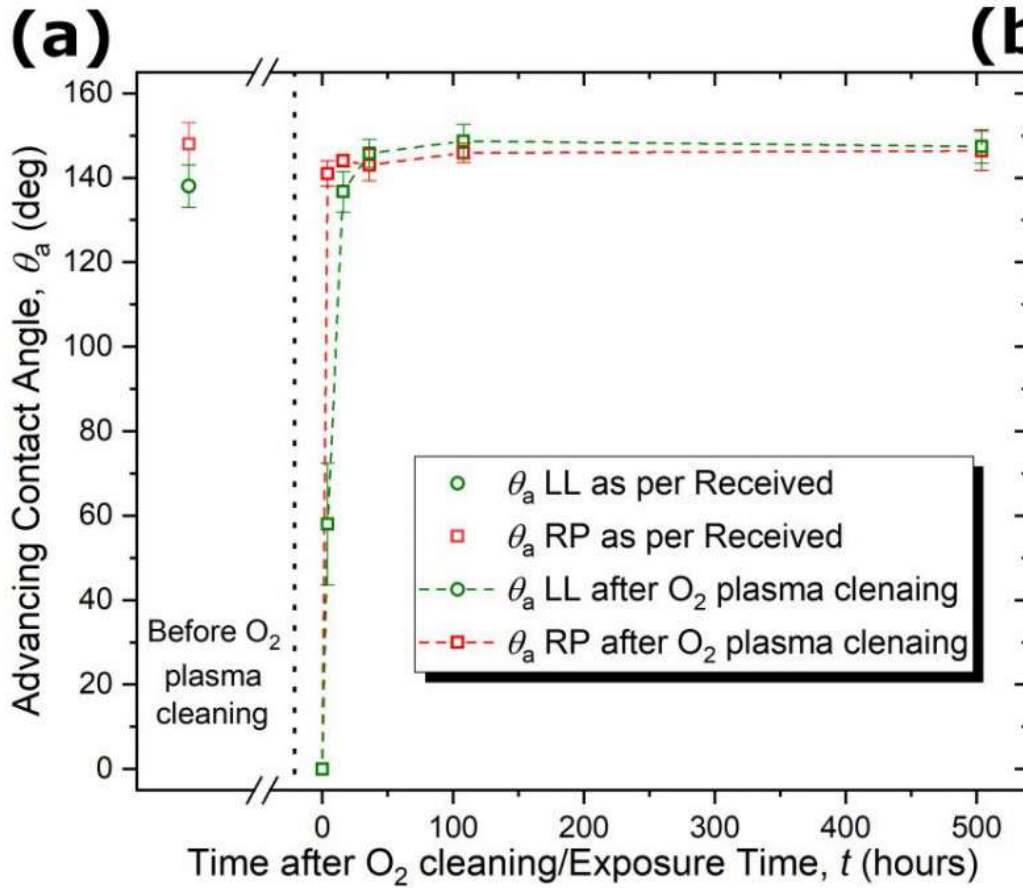 (a)
(b
Advancing Contact Angle, θa (deg)
160
140
120
100
80
60
40
20
0
Before O2
plasma
cleaning
θa LL as per Received
θa RP as per Received
θa LL after O2 plasma clenaing
θa RP after O2 plasma clenaing
0 100 200 300 400 500
Time after O2 cleaning/Exposure Time, t (hours)